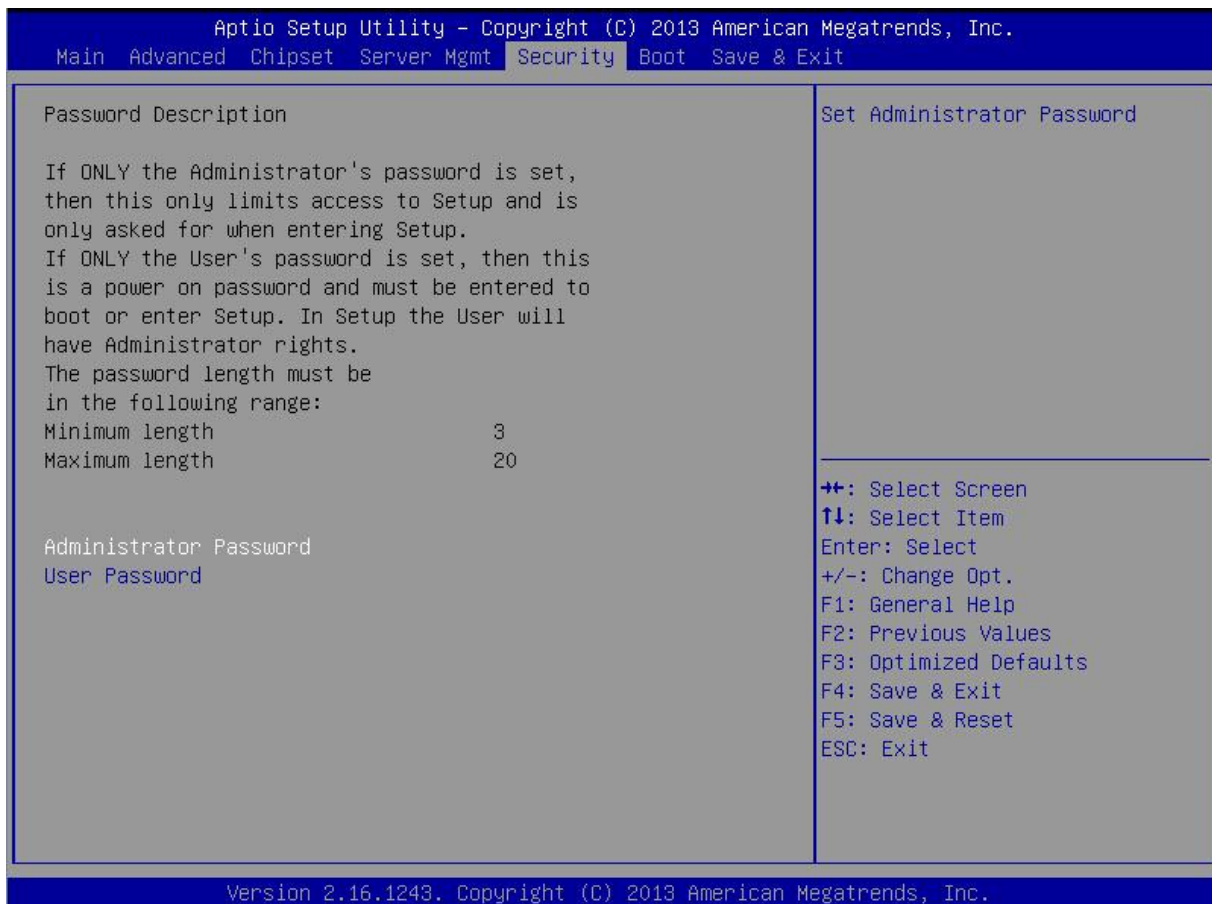 Aptio Setup Utility – Copyright (C) 2013 American Megatrends, Inc.
Main Advanced Chipset Server Mgmt Security Boot Save & Exit
Password Description
If ONLY the Administrator's password is set,
then this only limits access to Setup and is
only asked for when entering Setup.
If ONLY the User's password is set, then this
is a power on password and must be entered to
boot or enter Setup. In Setup the User will
have Administrator rights.
The password length must be
in the following range:
Minimum length 3
Maximum length 20
Administrator Password
User Password
Set Administrator Password
→←: Select Screen
↑↓: Select Item
Enter: Select
+/-: Change Opt.
F1: General Help
F2: Previous Values
F3: Optimized Defaults
F4: Save & Exit
F5: Save & Reset
ESC: Exit
Version 2.16.1243. Copyright (C) 2013 American Megatrends, Inc.